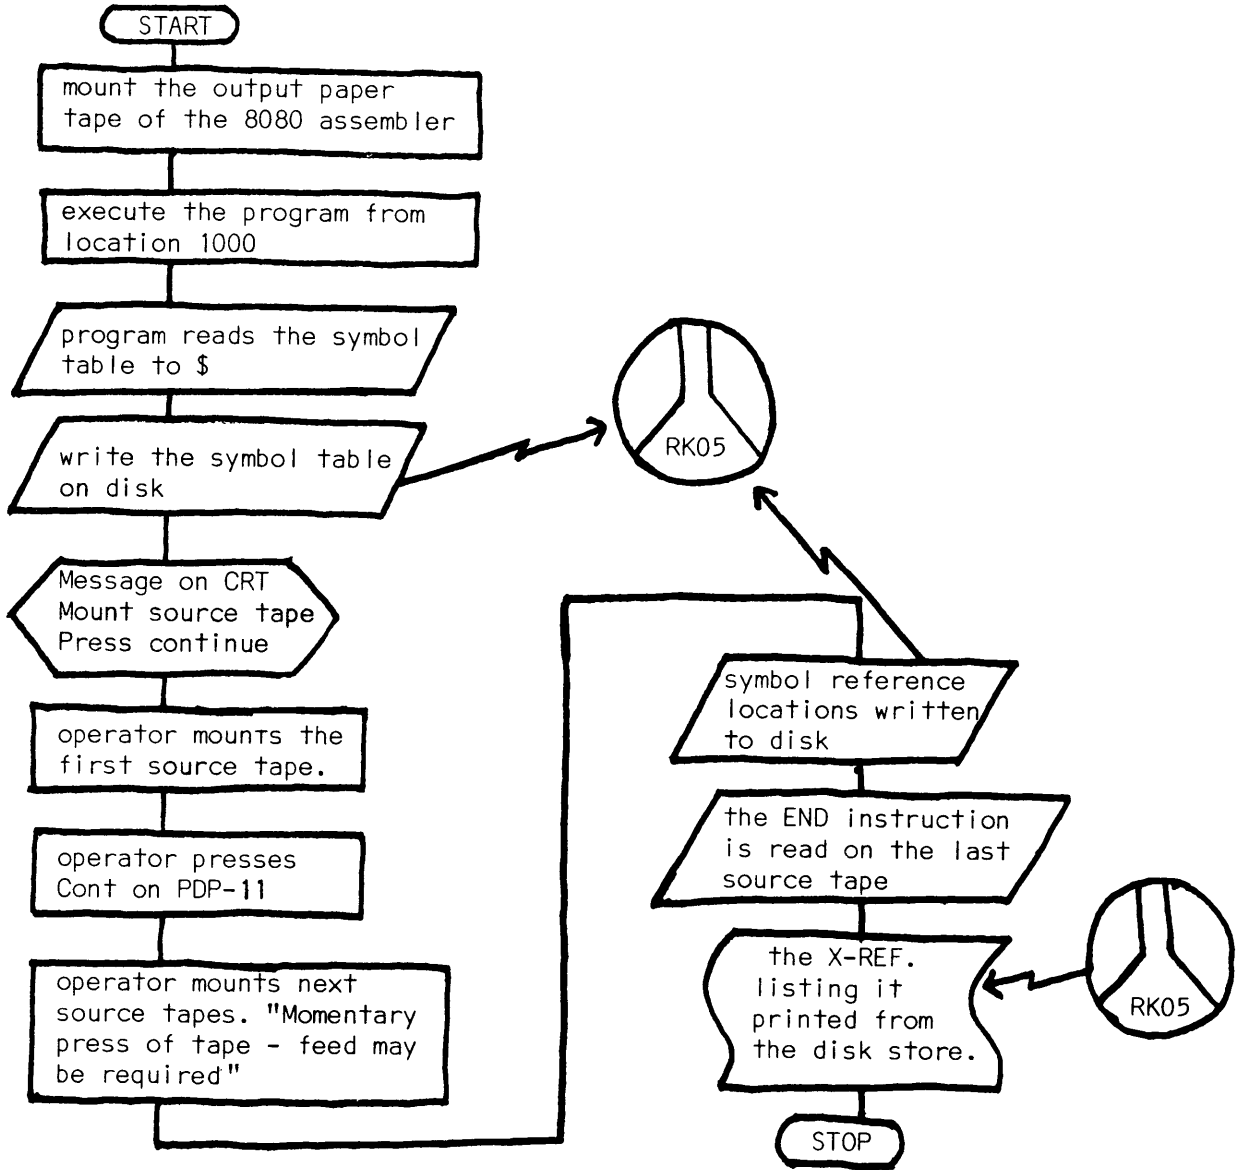 START
mount the output paper
tape of the 8080 assembler
execute the program from
location 1000
program reads the symbol
table to $
write the symbol table
on disk
RK05
Message on CRT
Mount source tape
Press continue
operator mounts the
first source tape.
operator presses
Cont on PDP-11
operator mounts next
source tapes. "Momentary
press of tape - feed may
be required"
symbol reference
locations written
to disk
the END instruction
is read on the last
source tape
the X-REF.
listing it
printed from
the disk store.
RK05
STOP